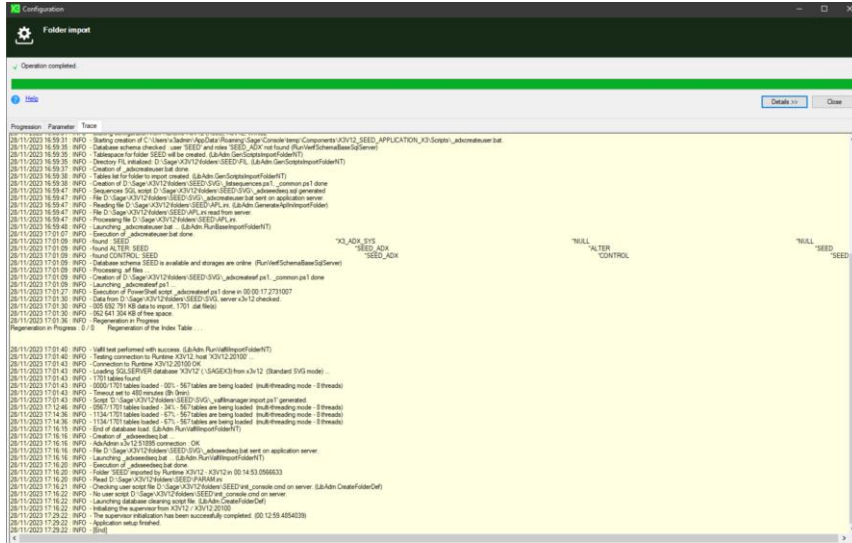 Configuration
Folder import
Operation completed.
Help
Details >>
Close
Progression Parameter Trace
28/11/2023 16:59:31 : INFO - Starting creation of C:\Users\x3admin\AppData\Roaming\Sage\Console\temp\Components\X3V12_SEED_APPLICATION_X3\Scripts\_adxcreateuser.bat
28/11/2023 16:59:35 : INFO - Database schema checked : user 'SEED' and roles 'SEED_ADX' not found (RunVerifSchemaBaseSqlServer)
28/11/2023 16:59:35 : INFO - Tablespace for folder SEED will be created. (LibAdm.GenScriptsImportFolderNT)
28/11/2023 16:59:35 : INFO - Directory FIL initialized: D:\Sage\X3V12\folders\SEED\FIL. (LibAdm.GenScriptsImportFolderNT)
28/11/2023 16:59:37 : INFO - Creation of _adxcreateuser.bat done.
28/11/2023 16:59:38 : INFO - Tables list for folder to import created. (LibAdm.GenScriptsImportFolderNT)
28/11/2023 16:59:38 : INFO - Creation of D:\Sage\X3V12\folders\SEED\SVG\_listsequences.ps1, _common.ps1 done
28/11/2023 16:59:47 : INFO - Sequences SQL script D:\Sage\X3V12\folders\SEED\SVG\_adxseedseq.sql generated
28/11/2023 16:59:47 : INFO - File D:\Sage\X3V12\folders\SEED\SVG\_adxcreateuser.bat sent on application server.
28/11/2023 16:59:47 : INFO - Reading file D:\Sage\X3V12\folders\SEED\APL.ini. (LibAdm.GenerateAplIniImportFolder)
28/11/2023 16:59:47 : INFO - File D:\Sage\X3V12\folders\SEED\APL.ini read from server.
28/11/2023 16:59:47 : INFO - Processing file D:\Sage\X3V12\folders\SEED\APL.ini.
28/11/2023 16:59:48 : INFO - Launching _adxcreateuser.bat ... (LibAdm.RunBaseImportFolderNT)
28/11/2023 17:01:07 : INFO - Execution of _adxcreateuser.bat done.
28/11/2023 17:01:09 : INFO - found : SEED "X3_ADX_SYS "NULL "NULL
28/11/2023 17:01:09 : INFO - found ALTER: SEED "SEED_ADX "ALTER "SEED
28/11/2023 17:01:09 : INFO - found CONTROL: SEED "SEED_ADX "CONTROL "SEED
28/11/2023 17:01:09 : INFO - Database schema SEED is available and storages are online (RunVerifSchemaBaseSqlServer)
28/11/2023 17:01:09 : INFO - Processing .srf files ...
28/11/2023 17:01:09 : INFO - Creation of D:\Sage\X3V12\folders\SEED\SVG\_adxcreatesrf.ps1, _common.ps1 done
28/11/2023 17:01:09 : INFO - Launching _adxcreatesrf.ps1 ...
28/11/2023 17:01:27 : INFO - Execution of PowerShell script _adxcreatesrf.ps1 done in 00:00:17.2731007
28/11/2023 17:01:30 : INFO - Data from D:\Sage\X3V12\folders\SEED\SVG, server x3v12 checked.
28/11/2023 17:01:30 : INFO - 005 692 791 KB data to import, 1701 .dat file(s)
28/11/2023 17:01:30 : INFO - 062 641 304 KB of free space.
28/11/2023 17:01:36 : INFO - Regeneration in Progress
Regeneration in Progress : 0 / 0 Regeneration of the Index Table . . .
28/11/2023 17:01:40 : INFO - Valfil test performed with success. (LibAdm.RunValfilImportFolderNT)
28/11/2023 17:01:40 : INFO - Testing connection to Runtime X3V12, host 'X3V12:20100' ...
28/11/2023 17:01:43 : INFO - Connection to Runtime X3V12:20100 OK
28/11/2023 17:01:43 : INFO - Loading SQLSERVER database 'X3V12' (.\SAGEX3) from x3v12 (Standard SVG mode) ...
28/11/2023 17:01:43 : INFO - 1701 tables found
28/11/2023 17:01:43 : INFO - 0000/1701 tables loaded - 00% - 567 tables are being loaded (multi-threading mode - 8 threads)
28/11/2023 17:01:43 : INFO - Timeout set to 480 minutes (8h 0min)
28/11/2023 17:01:43 : INFO - Script 'D:\Sage\X3V12\folders\SEED\SVG\_valfilmanager.import.ps1' generated.
28/11/2023 17:12:46 : INFO - 0567/1701 tables loaded - 34% - 567 tables are being loaded (multi-threading mode - 8 threads)
28/11/2023 17:14:36 : INFO - 1134/1701 tables loaded - 67% - 567 tables are being loaded (multi-threading mode - 8 threads)
28/11/2023 17:14:36 : INFO - 1134/1701 tables loaded - 67% - 567 tables are being loaded (multi-threading mode - 8 threads)
28/11/2023 17:16:15 : INFO - End of database load. (LibAdm.RunValfilImportFolderNT)
28/11/2023 17:16:16 : INFO - Creation of _adxseedseq.bat ...
28/11/2023 17:16:16 : INFO - AdxAdmin x3v12:51895 connection : OK
28/11/2023 17:16:16 : INFO - File D:\Sage\X3V12\folders\SEED\SVG\_adxseedseq.bat sent on application server.
28/11/2023 17:16:16 : INFO - Launching _adxseedseq.bat ... (LibAdm.RunValfilImportFolderNT)
28/11/2023 17:16:20 : INFO - Execution of _adxseedseq.bat done.
28/11/2023 17:16:20 : INFO - Folder 'SEED' imported by Runtime X3V12 - X3V12 in 00:14:53.0566633
28/11/2023 17:16:20 : INFO - Read D:\Sage\X3V12\folders\SEED\PARAM.ini
28/11/2023 17:16:21 : INFO - Checking user script file D:\Sage\X3V12\folders\SEED\init_console.cmd on server. (LibAdm.CreateFolderDef)
28/11/2023 17:16:22 : INFO - No user script D:\Sage\X3V12\folders\SEED\init_console.cmd on server.
28/11/2023 17:16:22 : INFO - Launching database cleaning script file. (LibAdm.CreateFolderDef)
28/11/2023 17:16:22 : INFO - Initializing the supervisor from X3V12 / X3V12:20100
28/11/2023 17:29:22 : INFO - The supervisor initialization has been successfully completed. (00:12:59.4854039)
28/11/2023 17:29:22 : INFO - Application setup finished.
28/11/2023 17:29:22 : INFO - [End]